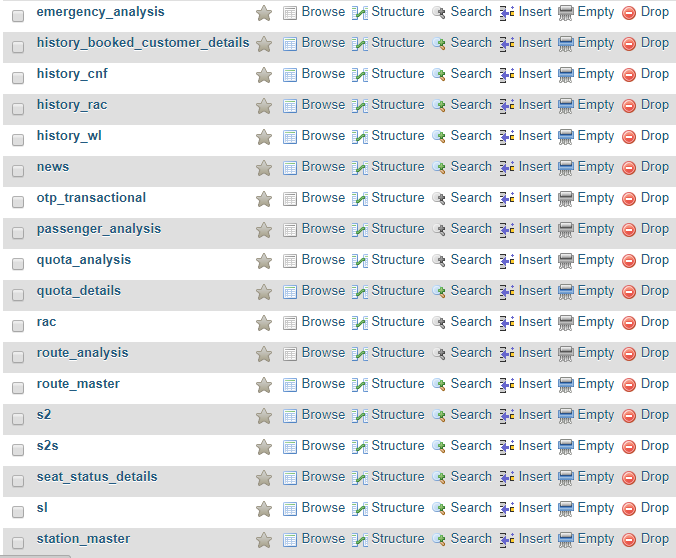 emergency_analysis Browse Structure Search Insert Empty Drop
history_booked_customer_details Browse Structure Search Insert Empty Drop
history_cnf Browse Structure Search Insert Empty Drop
history_rac Browse Structure Search Insert Empty Drop
history_wl Browse Structure Search Insert Empty Drop
news Browse Structure Search Insert Empty Drop
otp_transactional Browse Structure Search Insert Empty Drop
passenger_analysis Browse Structure Search Insert Empty Drop
quota_analysis Browse Structure Search Insert Empty Drop
quota_details Browse Structure Search Insert Empty Drop
rac Browse Structure Search Insert Empty Drop
route_analysis Browse Structure Search Insert Empty Drop
route_master Browse Structure Search Insert Empty Drop
s2 Browse Structure Search Insert Empty Drop
s2s Browse Structure Search Insert Empty Drop
seat_status_details Browse Structure Search Insert Empty Drop
sl Browse Structure Search Insert Empty Drop
station_master Browse Structure Search Insert Empty Drop